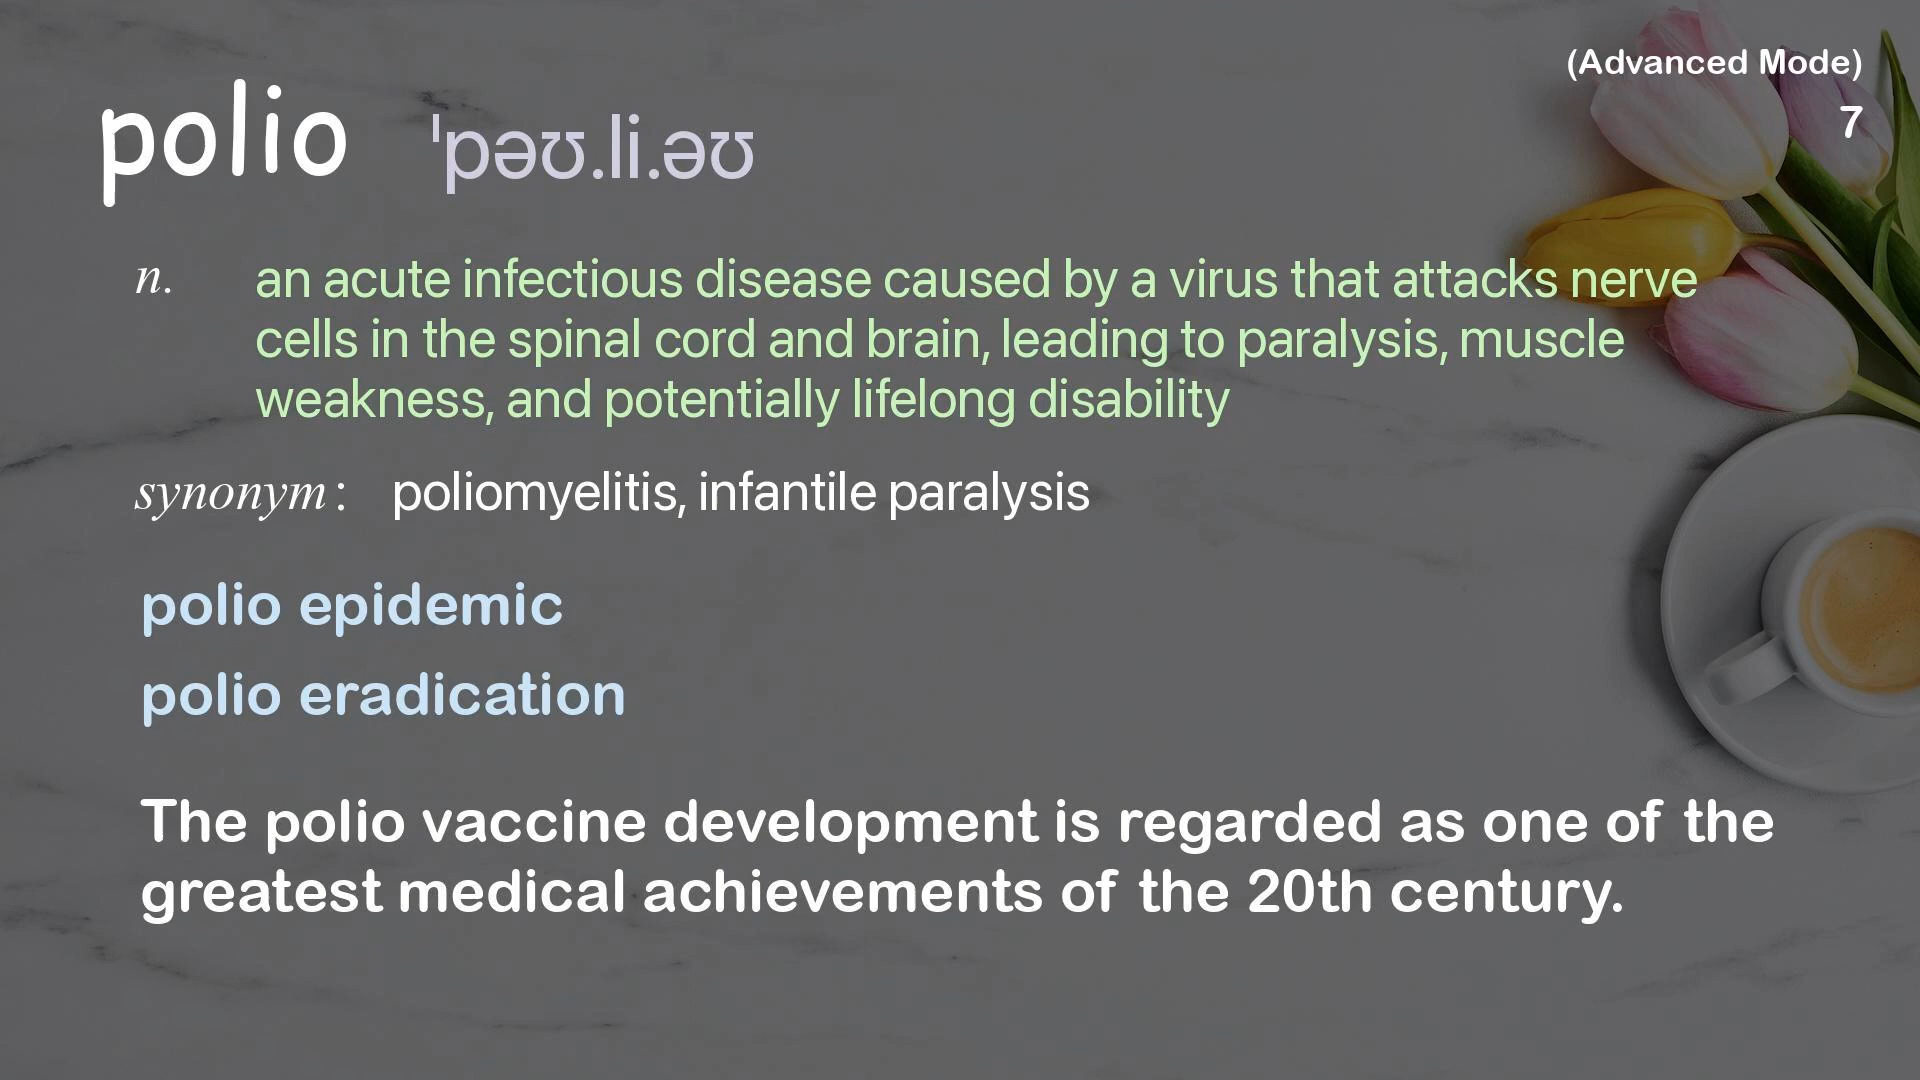 (Advanced Mode)
7
polio ˈpəʊ.li.əʊ
n. an acute infectious disease caused by a virus that attacks nerve
cells in the spinal cord and brain, leading to paralysis, muscle
weakness, and potentially lifelong disability
synonym : poliomyelitis, infantile paralysis
polio epidemic
polio eradication
The polio vaccine development is regarded as one of the
greatest medical achievements of the 20th century.